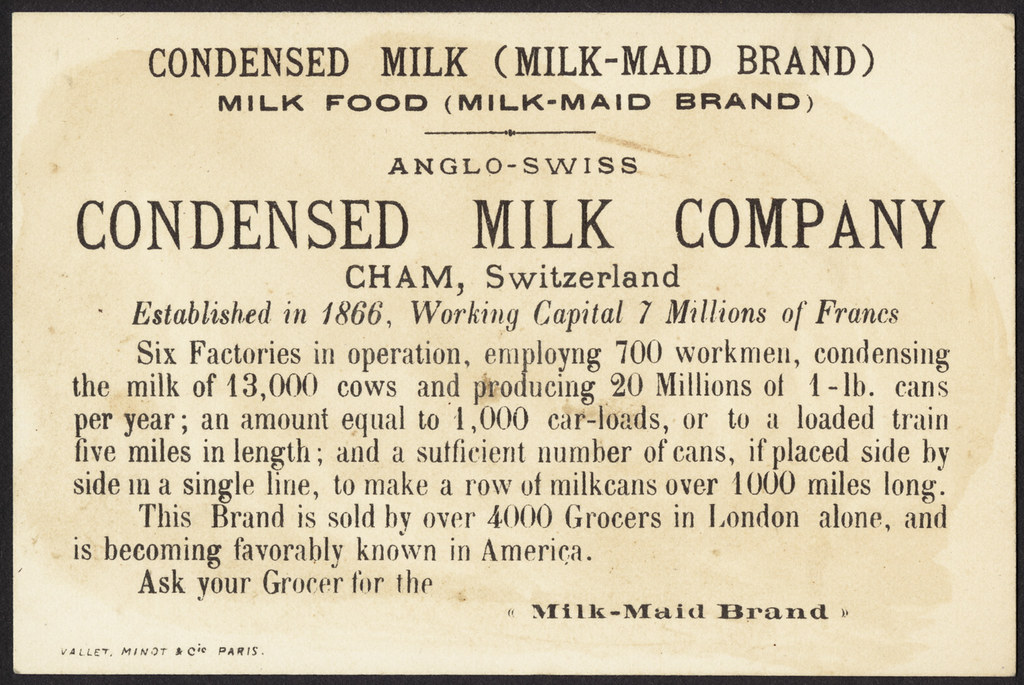 CONDENSED MILK (MILK-MAID BRAND)
MILK FOOD (MILK-MAID BRAND)
ANGLO-SWISS
CONDENSED MILK COMPANY
CHAM, Switzerland
Established in 1866, Working Capital 7 Millions of Francs
Six Factories in operation, employng 700 workmen, condensing
the milk of 13,000 cows and producing 20 Millions of 1-lb. cans
per year; an amount equal to 1,000 car-loads, or to a loaded train
five miles in length; and a sufficient number of cans, if placed side by
side in a single line, to make a row of milkcans over 1000 miles long.
This Brand is sold by over 4000 Grocers in London alone, and
is becoming favorably known in America.
Ask your Grocer for the
« Milk-Maid Brand »
VALLET, MINOT & Cie PARIS.